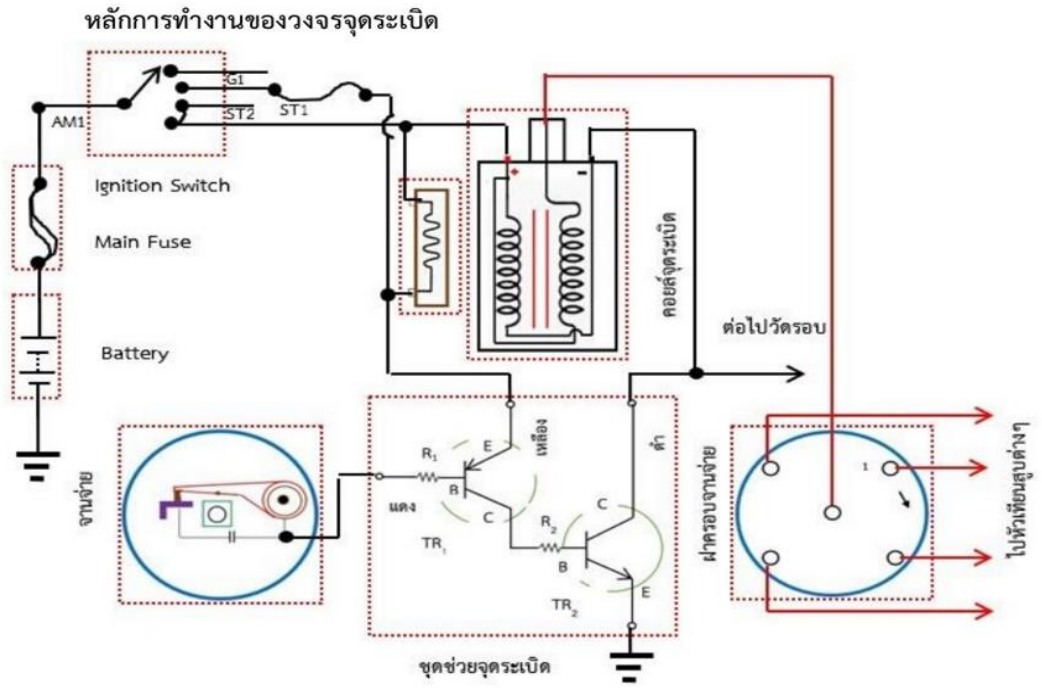 หลักการทำงานของวงจรจุดระเบิด
G1
AM1
ST2
ST1
Ignition Switch
Main Fuse
Battery
+
-
คอยล์จุดระเบิด
ต่อไปวัดรอบ
จานจ่าย
แดง
R1
E
B
C
TR1
เหลือง
R2
ดำ
C
B
E
TR2
ชุดช่วยจุดระเบิด
ฝาครอบจานจ่าย
1
ไปหัวเทียนสูบต่างๆ